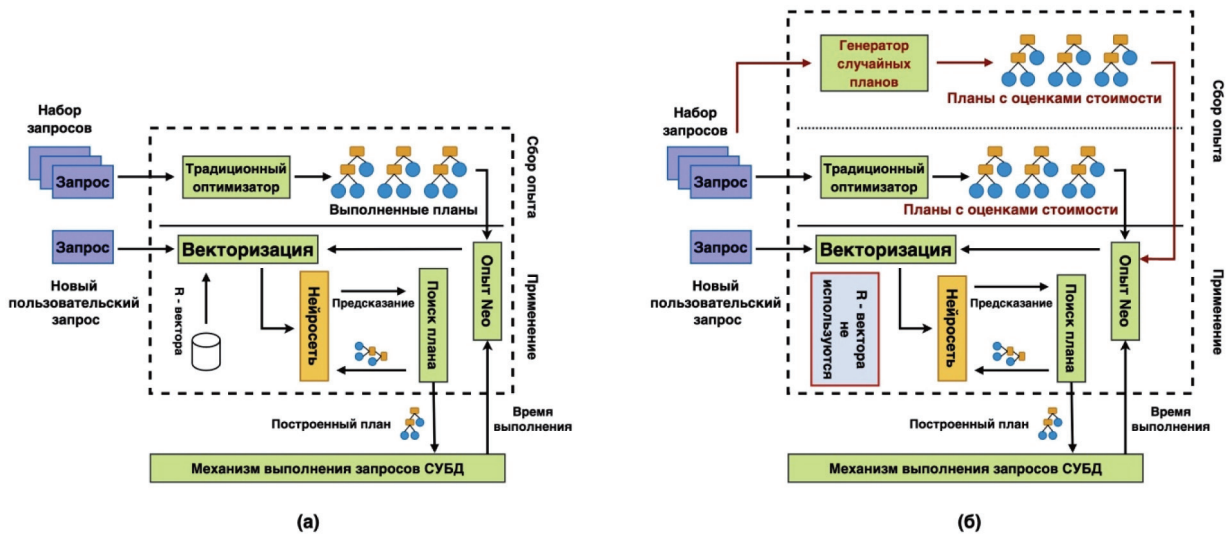 Набор
запросов
Запрос
Традиционный
оптимизатор
Выполненные планы
Сбор опыта
Запрос
Новый
пользовательский
запрос
Векторизация
R - вектора
Нейросеть
Предсказание
Поиск плана
Опыт Neo
Применение
Построенный план
Время
выполнения
Механизм выполнения запросов СУБД
(а)
Генератор
случайных
планов
Планы с оценками стоимости
Сбор опыта
Набор
запросов
Запрос
Традиционный
оптимизатор
Планы с оценками стоимости
Запрос
Новый
пользовательский
запрос
Векторизация
R - вектора
не
используются
Нейросеть
Предсказание
Поиск плана
Опыт Neo
Применение
Построенный план
Время
выполнения
Механизм выполнения запросов СУБД
(б)